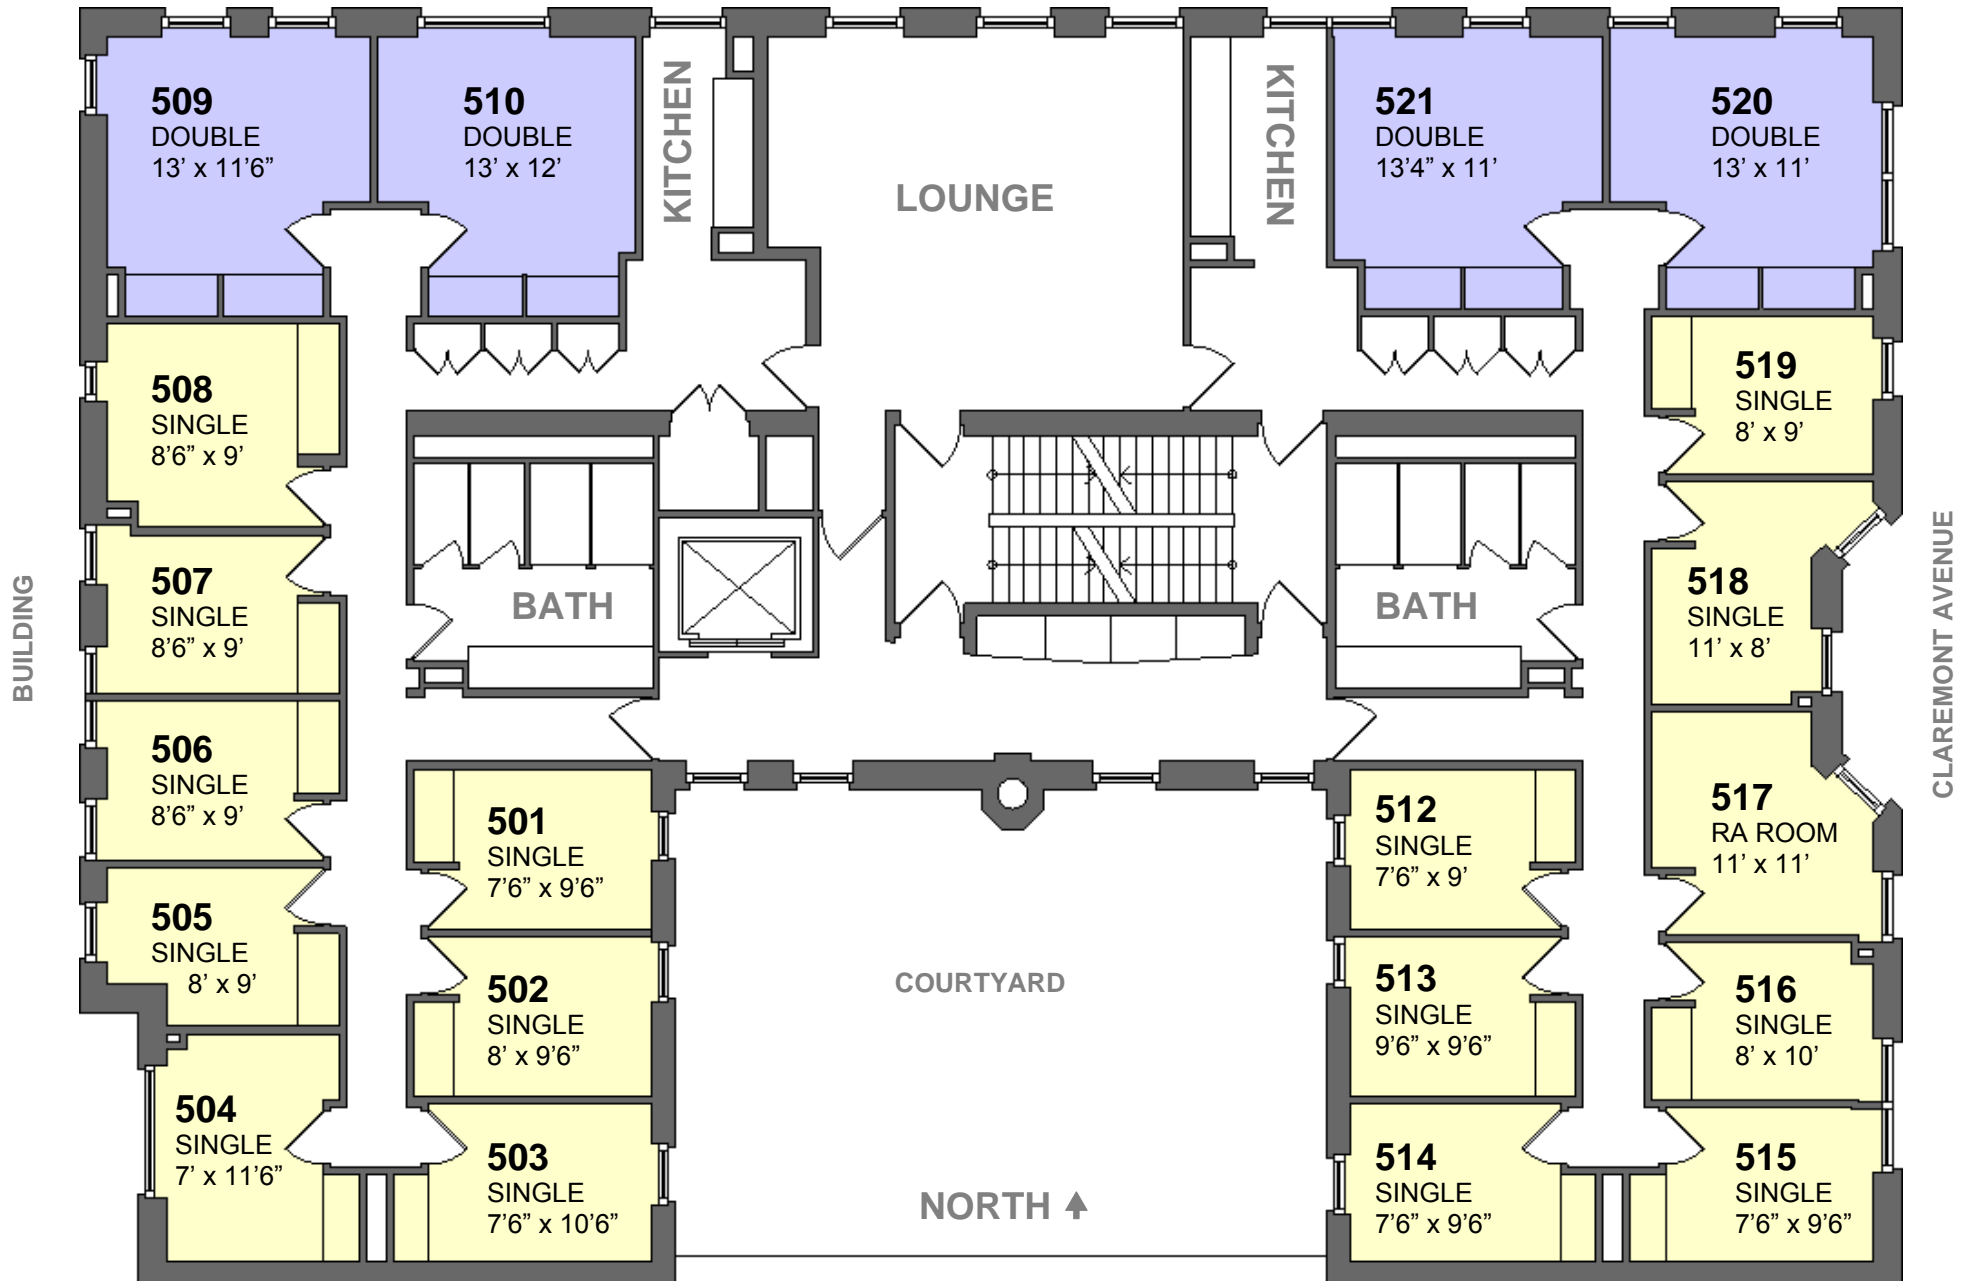 509
DOUBLE
13’ x 11’6”
510
DOUBLE
13’ x 12’
KITCHEN
LOUNGE
KITCHEN
521
DOUBLE
13’4” x 11’
520
DOUBLE
13’ x 11’
508
SINGLE
8’6” x 9’
519
SINGLE
8’ x 9’
BUILDING
507
SINGLE
8’6” x 9’
BATH
BATH
518
SINGLE
11’ x 8’
CLAREMONT AVENUE
506
SINGLE
8’6” x 9’
501
SINGLE
7’6” x 9’6”
512
SINGLE
7’6” x 9’
517
RA ROOM
11’ x 11’
505
SINGLE
8’ x 9’
502
SINGLE
8’ x 9’6”
COURTYARD
513
SINGLE
9’6” x 9’6”
516
SINGLE
8’ x 10’
504
SINGLE
7’ x 11’6”
503
SINGLE
7’6” x 10’6”
NORTH
514
SINGLE
7’6” x 9’6”
515
SINGLE
7’6” x 9’6”